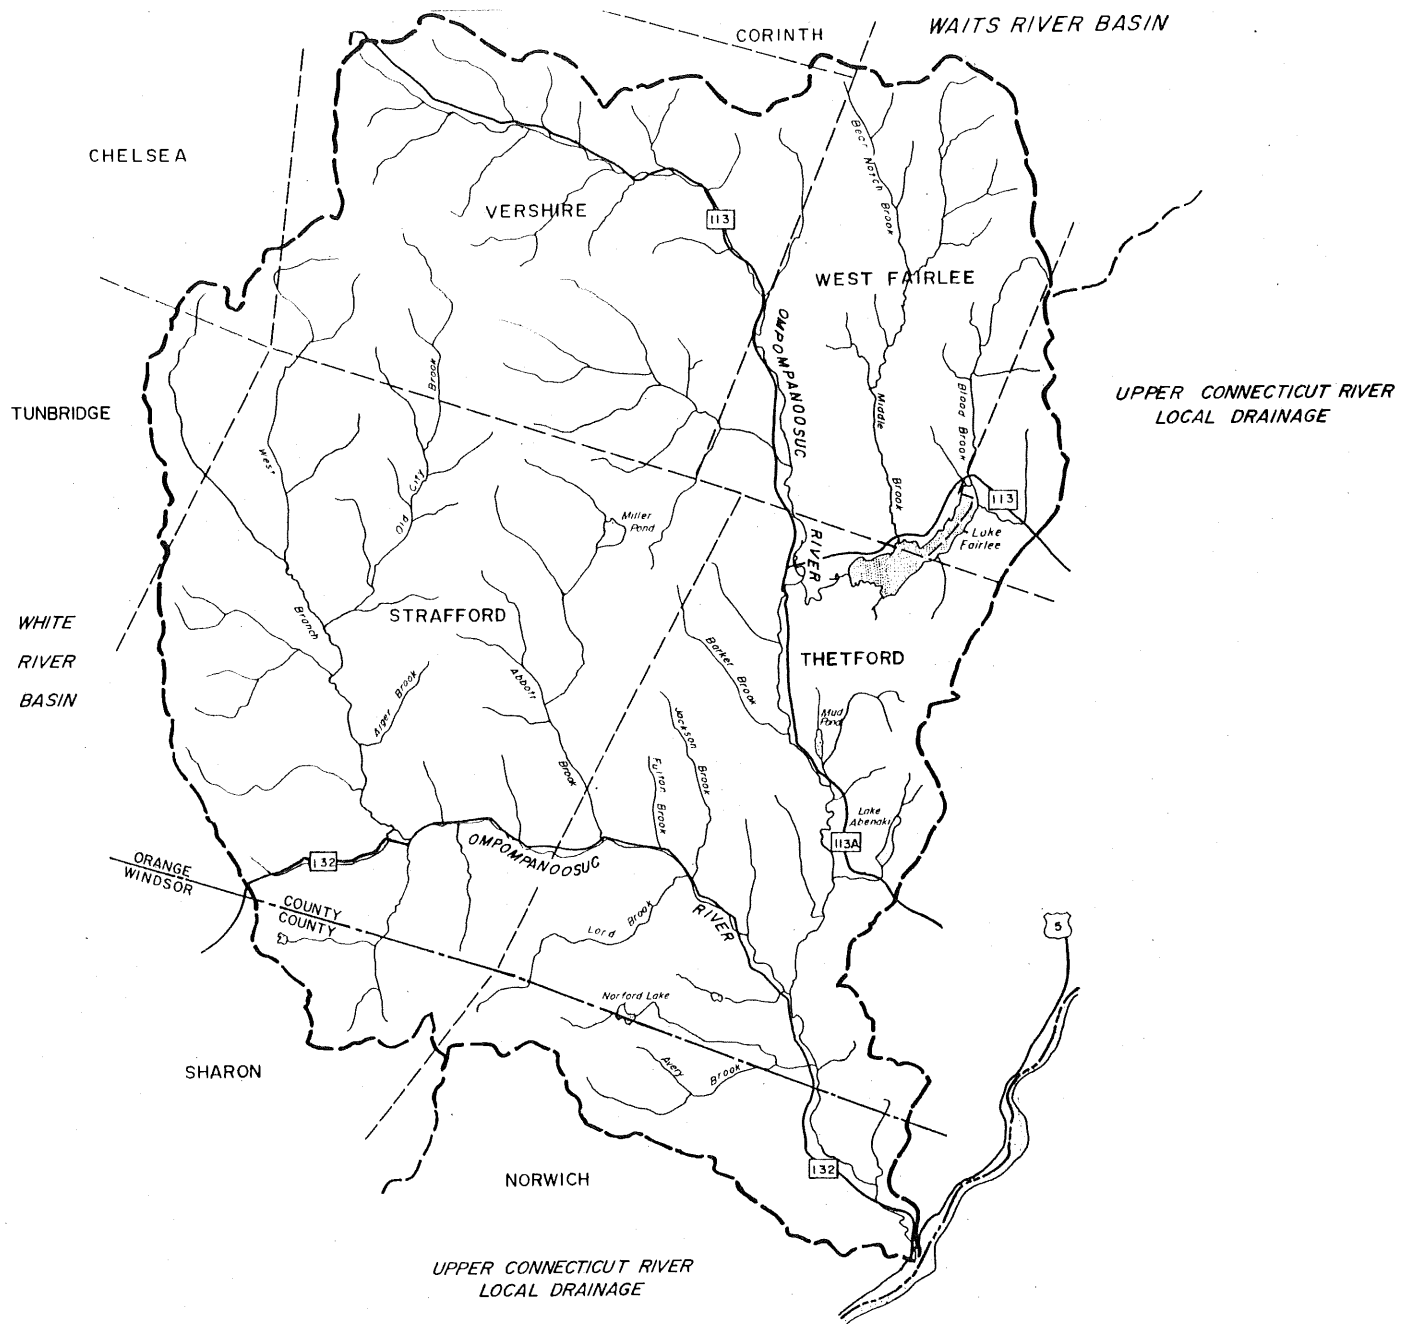 WAITS RIVER BASIN
CORINTH
CHELSEA
Bear Notch Brook
VERSHIRE
113
WEST FAIRLEE
OMPOMPANOOSUC
RIVER
Brook
City
Old
West
Branch
Middle
Brook
Blood Brook
UPPER CONNECTICUT RIVER
LOCAL DRAINAGE
TUNBRIDGE
113
Lake
Fairlee
Miller
Pond
STRAFFORD
WHITE
RIVER
BASIN
THETFORD
Barker
Brook
Abbott
Brook
Alger Brook
Jackson
Brook
Fulton Brook
Mud
Pond
Lake
Abenaki
113A
132
OMPOMPANOOSUC
RIVER
ORANGE
WINDSOR
COUNTY
COUNTY
Lord Brook
5
Norford Lake
Avery Brook
SHARON
132
NORWICH
UPPER CONNECTICUT RIVER
LOCAL DRAINAGE